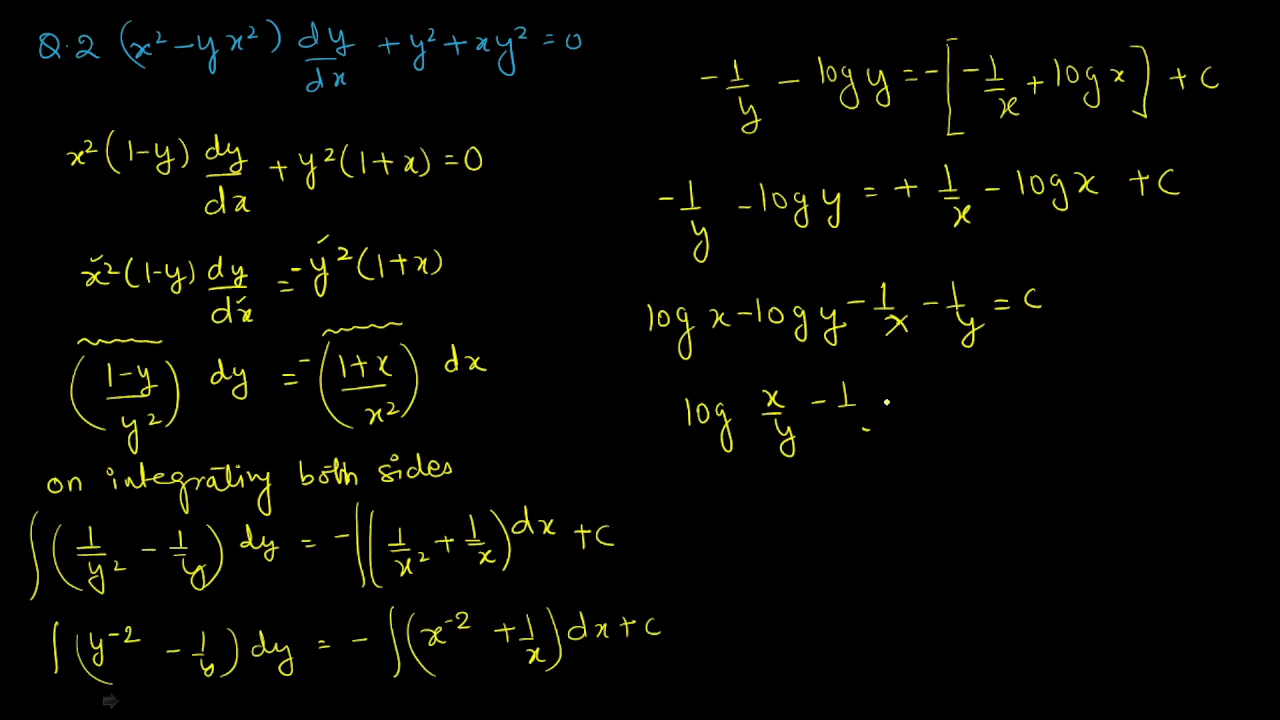 Q.2 (x² - yx²) dy/dx + y² + xy² = 0
x² (1-y) dy/dx + y² (1+x) = 0
x² (1-y) dy/dx = - y² (1+x)
(1-y/y²) dy = - (1+x/x²) dx
on integrating both sides
∫ (1/y² - 1/y) dy = - ∫ (1/x² + 1/x) dx + c
∫ (y⁻² - 1/y) dy = - ∫ (x⁻² + 1/x) dx + c
- 1/y - log y = - [ -1/x + log x ] + c
- 1/y - log y = + 1/x - log x + c
log x - log y - 1/x - 1/y = c
log x/y - 1